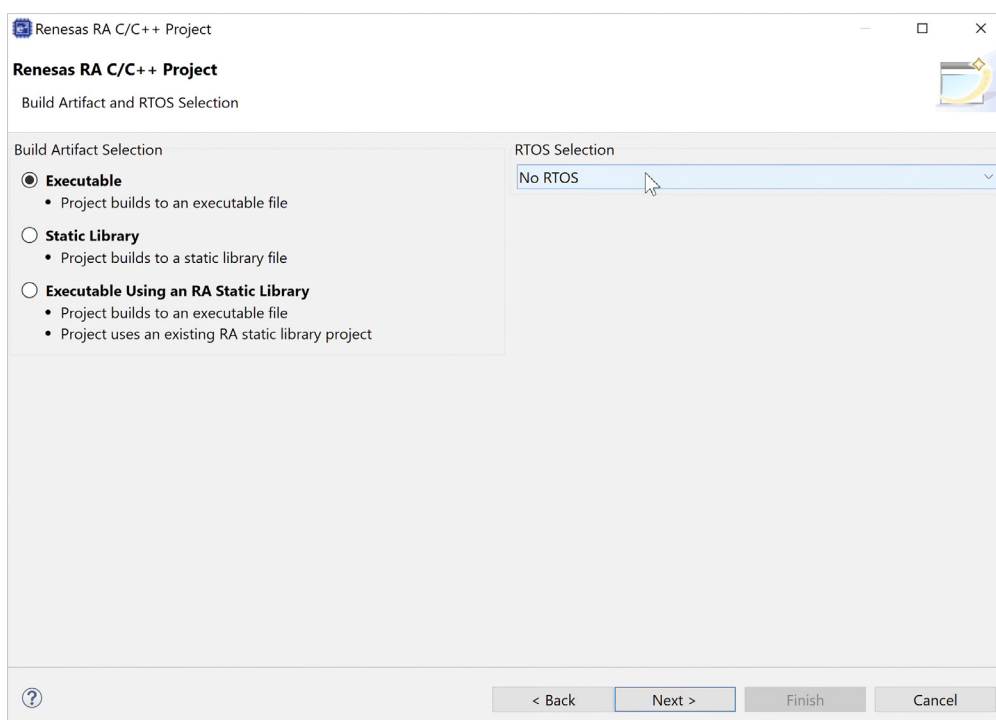 Renesas RA C/C++ Project
Renesas RA C/C++ Project
Build Artifact and RTOS Selection
Build Artifact Selection
Executable
• Project builds to an executable file
Static Library
• Project builds to a static library file
Executable Using an RA Static Library
• Project builds to an executable file
• Project uses an existing RA static library project
RTOS Selection
No RTOS
?
< Back
Next >
Finish
Cancel